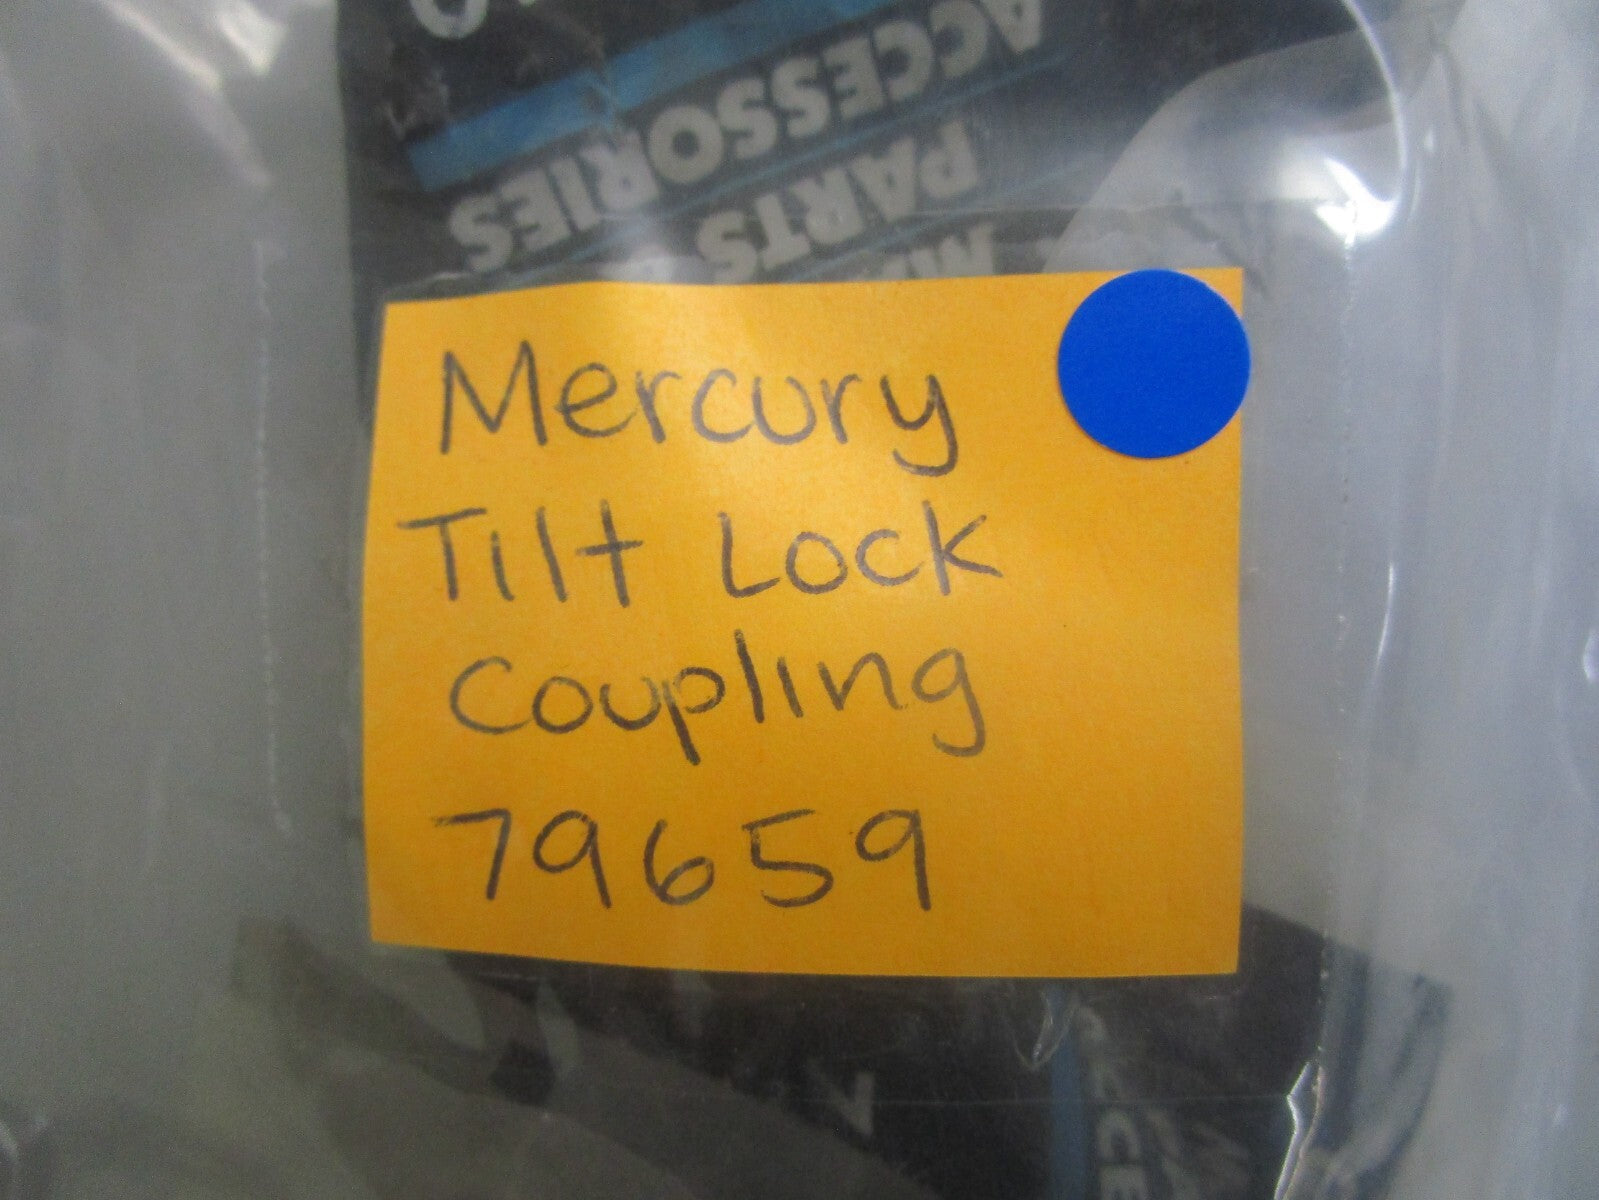 ACCESSORIES
PARTS
Mercury
Tilt Lock
Coupling
79659